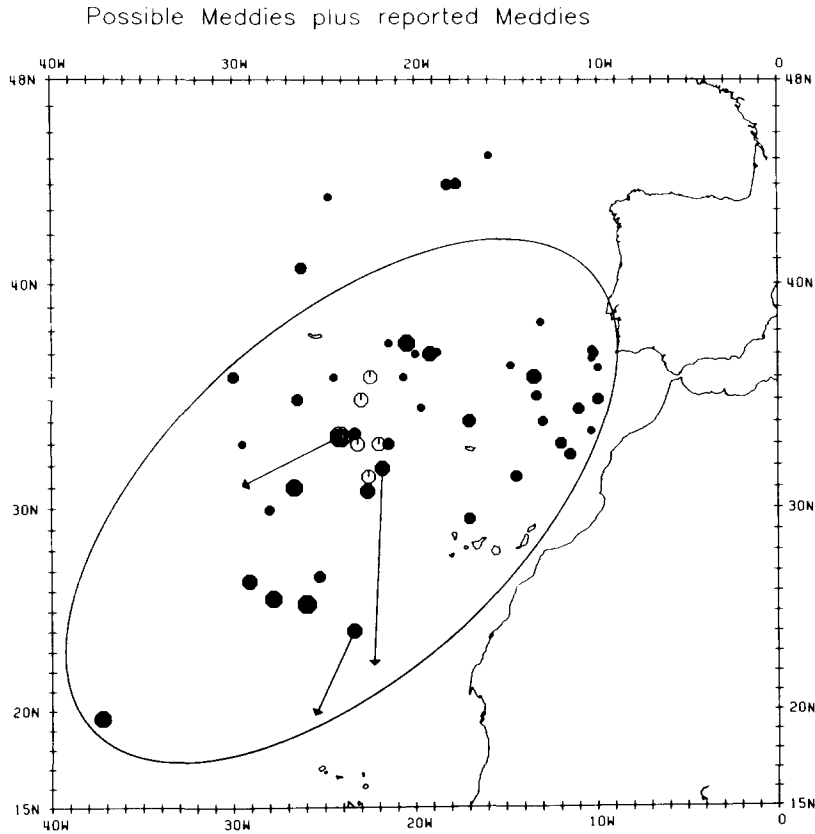 Possible Meddies plus reported Meddies
30W 20W 10W 0
48N 48N
40N 40N
30N 30N
20N 20N
15N 15N
40W 30W 20W 10W 0